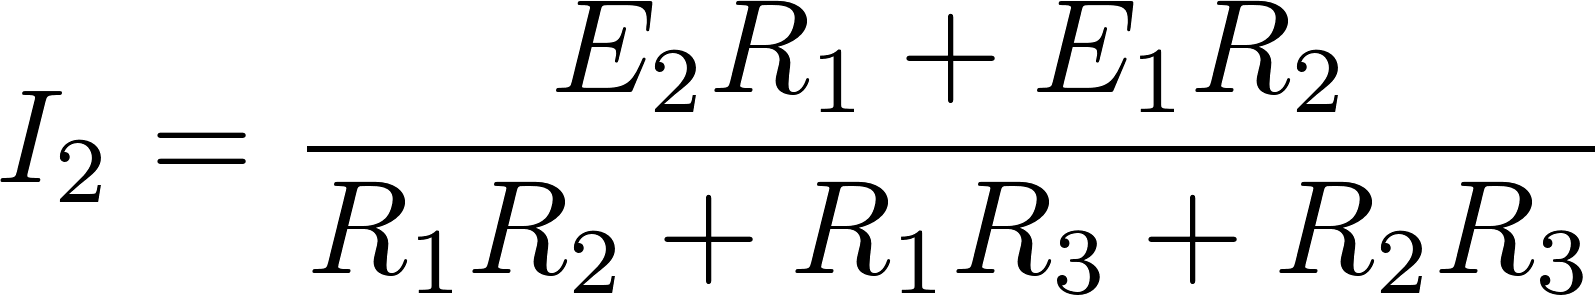 I_2 = \frac{E_2 R_1 + E_1 R_2}{R_1 R_2 + R_1 R_3 + R_2 R_3}